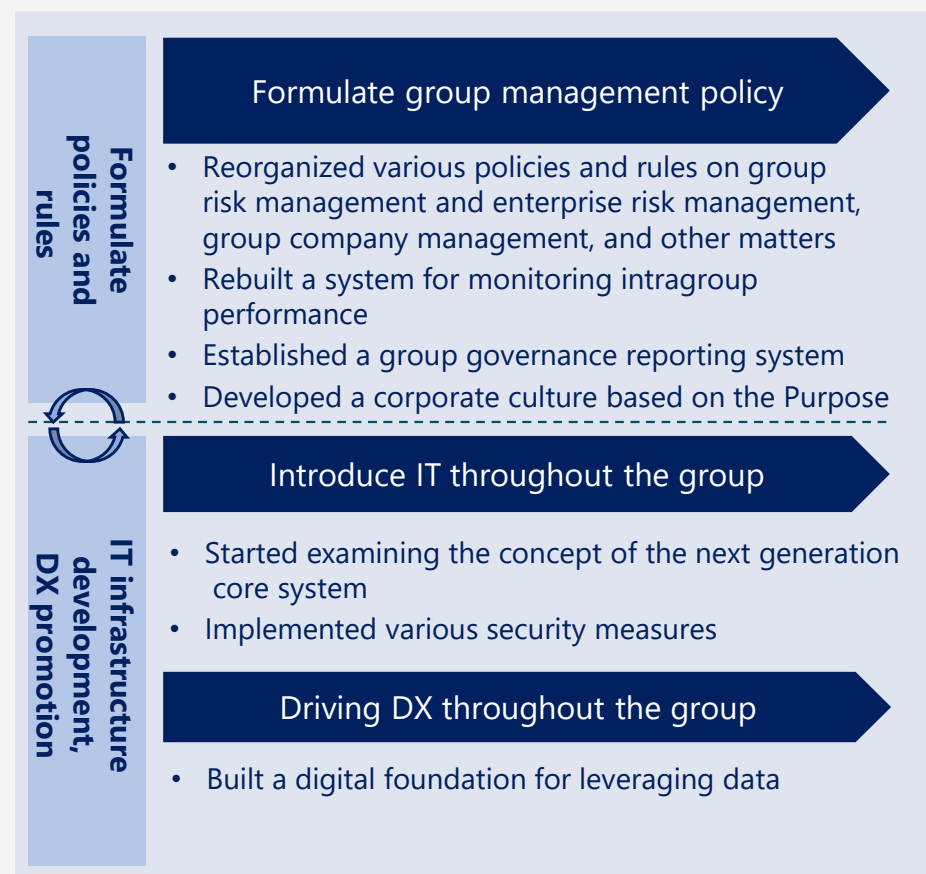 Formulate
policies and
rules
Formulate group management policy
• Reorganized various policies and rules on group
risk management and enterprise risk management,
group company management, and other matters
• Rebuilt a system for monitoring intragroup
performance
• Established a group governance reporting system
• Developed a corporate culture based on the Purpose
IT infrastructure
development,
DX promotion
Introduce IT throughout the group
• Started examining the concept of the next generation
core system
• Implemented various security measures
Driving DX throughout the group
• Built a digital foundation for leveraging data